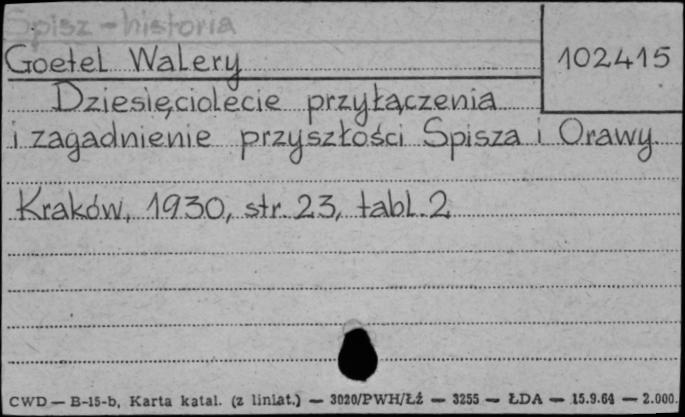 Spisz - historia
Goetel Walery
102415
Dziesięciolecie przyłączenia
i zagadnienie przyszłości Spisza i Orawy
Kraków, 1930, str. 23, tabl. 2
CWD — B-15-b, Karta katal. (z liniat.) — 3020/PWH/Łź — 3255 — ŁDA — 15.9.64 — 2.000.